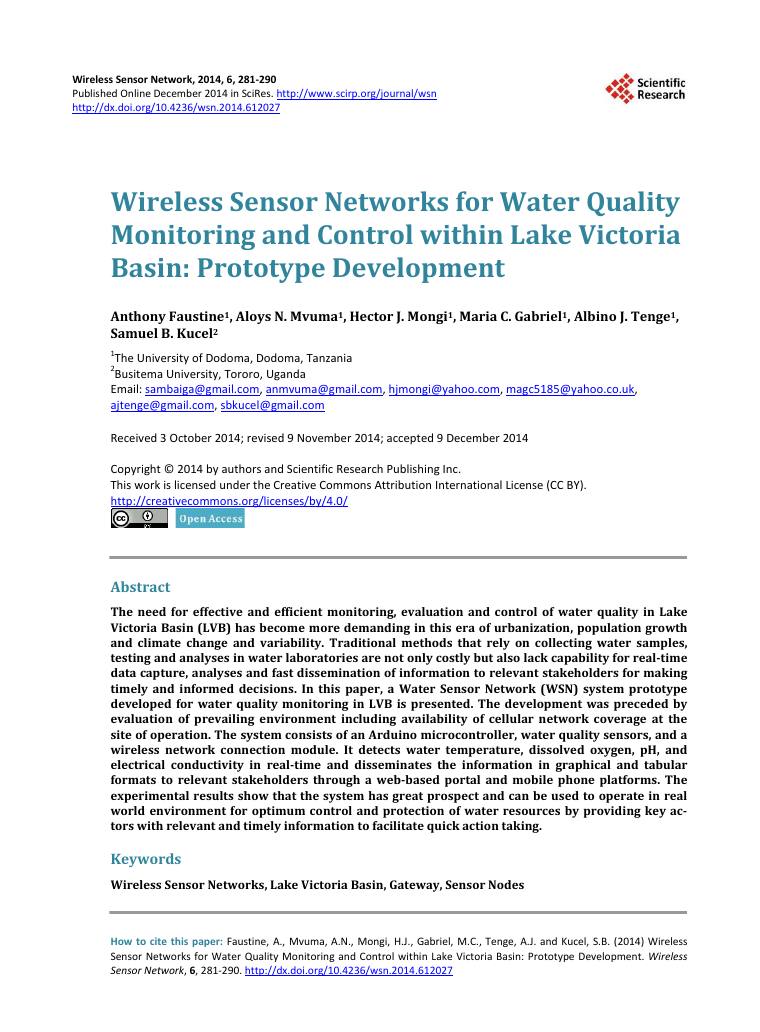 Wireless Sensor Network, 2014, 6, 281-290
Published Online December 2014 in SciRes. http://www.scirp.org/journal/wsn
http://dx.doi.org/10.4236/wsn.2014.612027
Scientific
Research
Wireless Sensor Networks for Water Quality
Monitoring and Control within Lake Victoria
Basin: Prototype Development
Anthony Faustine1, Aloys N. Mvuma1, Hector J. Mongi1, Maria C. Gabriel1, Albino J. Tenge1,
Samuel B. Kucel2
1The University of Dodoma, Dodoma, Tanzania
2Busitema University, Tororo, Uganda
Email: sambaiga@gmail.com, anmvuma@gmail.com, hjmongi@yahoo.com, magc5185@yahoo.co.uk,
ajtenge@gmail.com, sbkucel@gmail.com
Received 3 October 2014; revised 9 November 2014; accepted 9 December 2014
Copyright © 2014 by authors and Scientific Research Publishing Inc.
This work is licensed under the Creative Commons Attribution International License (CC BY).
http://creativecommons.org/licenses/by/4.0/
cc BY Open Access
Abstract
The need for effective and efficient monitoring, evaluation and control of water quality in Lake
Victoria Basin (LVB) has become more demanding in this era of urbanization, population growth
and climate change and variability. Traditional methods that rely on collecting water samples,
testing and analyses in water laboratories are not only costly but also lack capability for real-time
data capture, analyses and fast dissemination of information to relevant stakeholders for making
timely and informed decisions. In this paper, a Water Sensor Network (WSN) system prototype
developed for water quality monitoring in LVB is presented. The development was preceded by
evaluation of prevailing environment including availability of cellular network coverage at the
site of operation. The system consists of an Arduino microcontroller, water quality sensors, and a
wireless network connection module. It detects water temperature, dissolved oxygen, pH, and
electrical conductivity in real-time and disseminates the information in graphical and tabular
formats to relevant stakeholders through a web-based portal and mobile phone platforms. The
experimental results show that the system has great prospect and can be used to operate in real
world environment for optimum control and protection of water resources by providing key ac-
tors with relevant and timely information to facilitate quick action taking.
Keywords
Wireless Sensor Networks, Lake Victoria Basin, Gateway, Sensor Nodes
How to cite this paper: Faustine, A., Mvuma, A.N., Mongi, H.J., Gabriel, M.C., Tenge, A.J. and Kucel, S.B. (2014) Wireless
Sensor Networks for Water Quality Monitoring and Control within Lake Victoria Basin: Prototype Development. Wireless
Sensor Network, 6, 281-290. http://dx.doi.org/10.4236/wsn.2014.612027